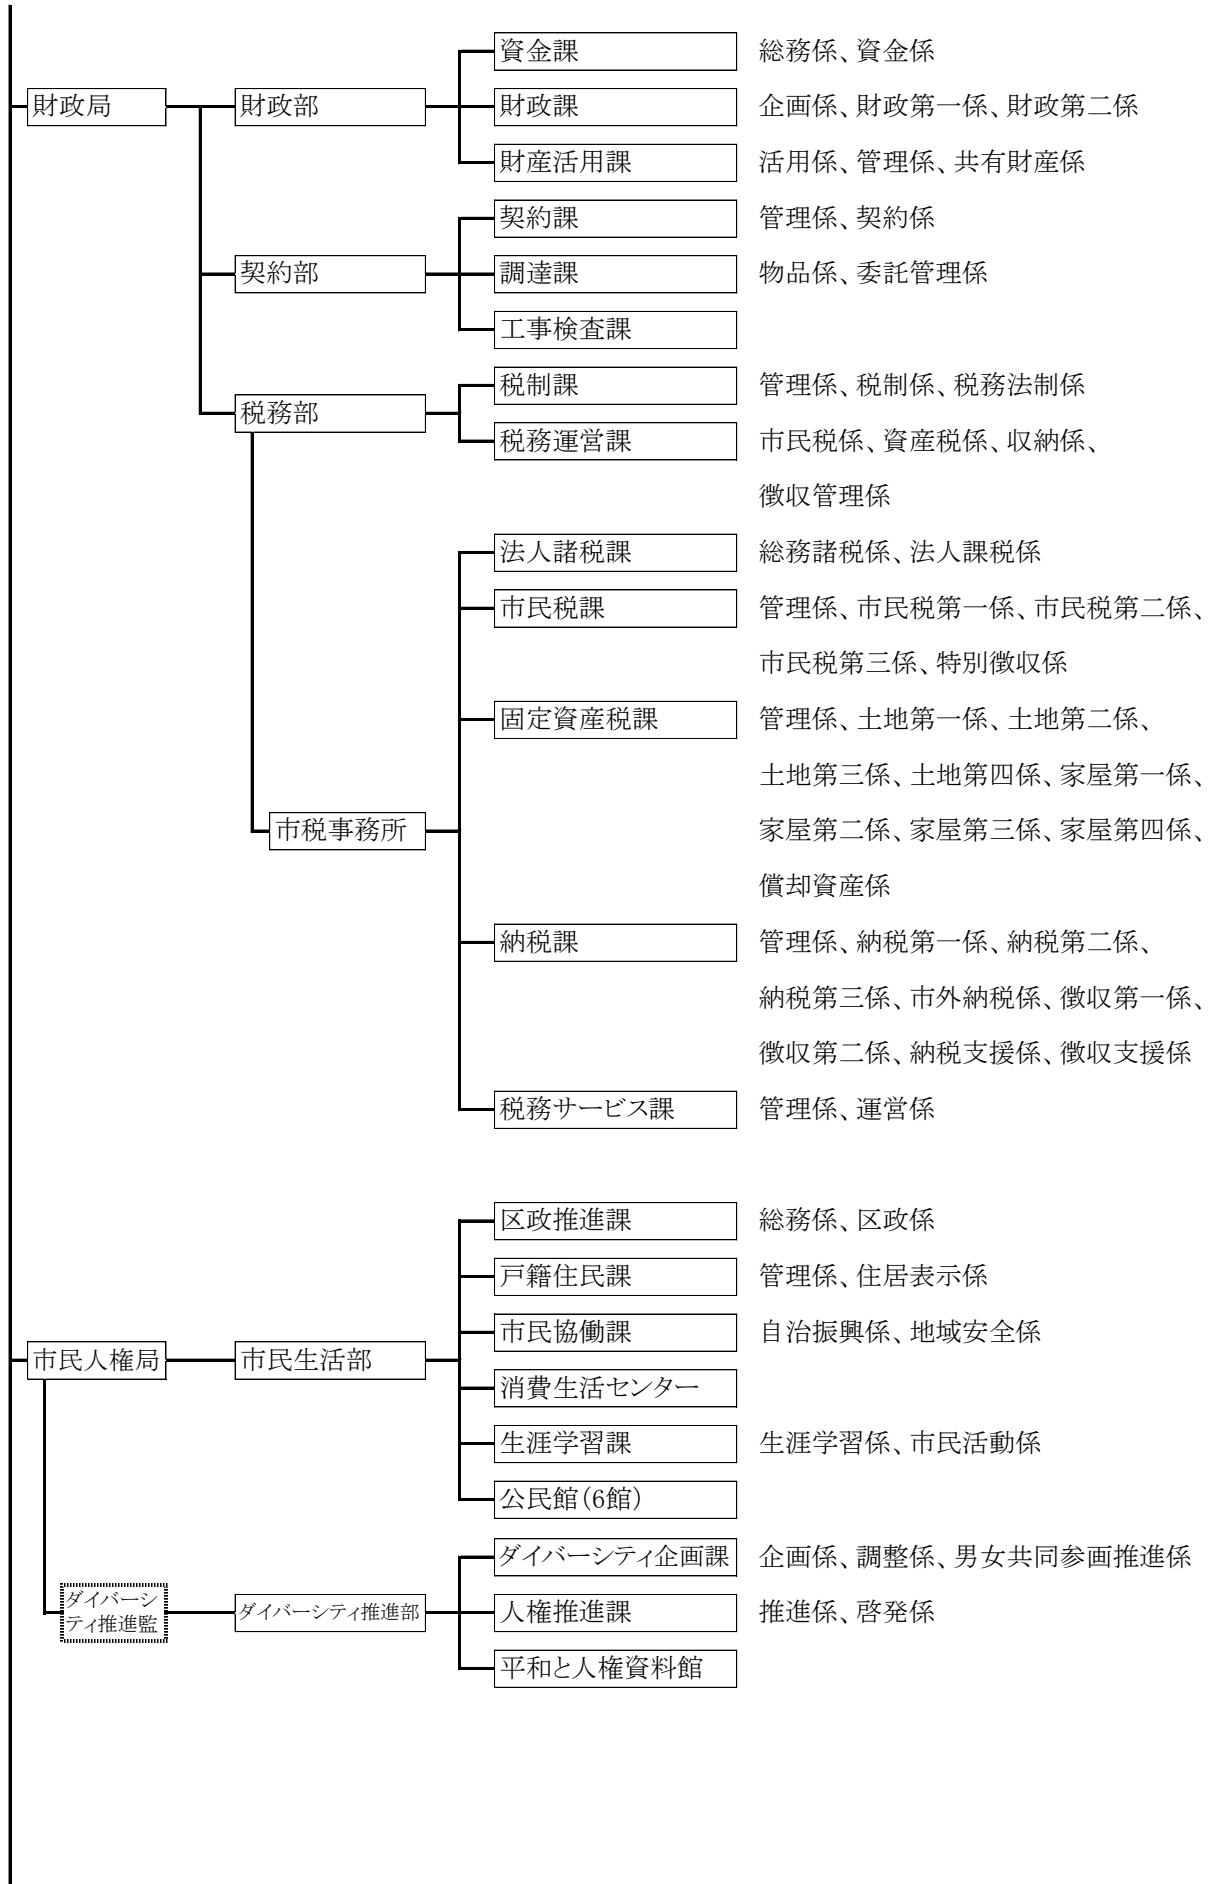 資金課 総務係、資金係
財政局 財政部 財政課 企画係、財政第一係、財政第二係
財産活用課 活用係、管理係、共有財産係
契約課 管理係、契約係
契約部 調達課 物品係、委託管理係
工事検査課
税制課 管理係、税制係、税務法制係
税務部
税務運営課 市民税係、資産税係、収納係、
徴収管理係
法人諸税課 総務諸税係、法人課税係
市民税課 管理係、市民税第一係、市民税第二係、
市民税第三係、特別徴収係
固定資産税課 管理係、土地第一係、土地第二係、
土地第三係、土地第四係、家屋第一係、
市税事務所 家屋第二係、家屋第三係、家屋第四係、
償却資産係
納税課 管理係、納税第一係、納税第二係、
納税第三係、市外納税係、徴収第一係、
徴収第二係、納税支援係、徴収支援係
税務サービス課 管理係、運営係
区政推進課 総務係、区政係
戸籍住民課 管理係、住居表示係
市民協働課 自治振興係、地域安全係
市民人権局 市民生活部
消費生活センター
生涯学習課 生涯学習係、市民活動係
公民館(6館)
ダイバーシティ企画課 企画係、調整係、男女共同参画推進係
ダイバーシ
ティ推進監
ダイバーシティ推進部 人権推進課 推進係、啓発係
平和と人権資料館